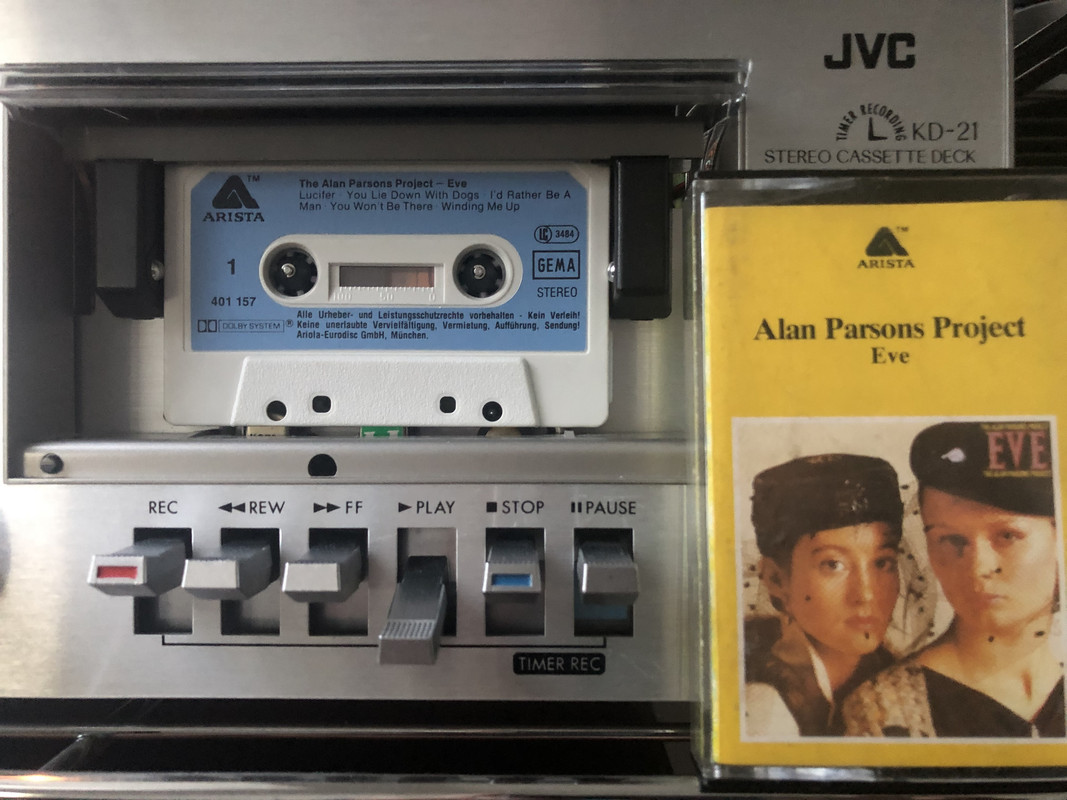 JVC
TIMER RECORDING
KD-21
STEREO CASSETTE DECK
TM
ARISTA
The Alan Parsons Project – Eve
Lucifer · You Lie Down With Dogs · I'd Rather Be A
Man · You Won't Be There · Winding Me Up
LC 3484
1
GEMA
401 157
STEREO
100 50 0
DOLBY SYSTEM ®
Alle Urheber- und Leistungsschutzrechte vorbehalten - Kein Verleih!
Keine unerlaubte Vervielfältigung, Vermietung, Aufführung, Sendung!
Ariola-Eurodisc GmbH, München.
REC
◀◀ REW
▶▶ FF
▶ PLAY
■ STOP
▮▮ PAUSE
TIMER REC
TM
ARISTA
Alan Parsons Project
Eve
EVE